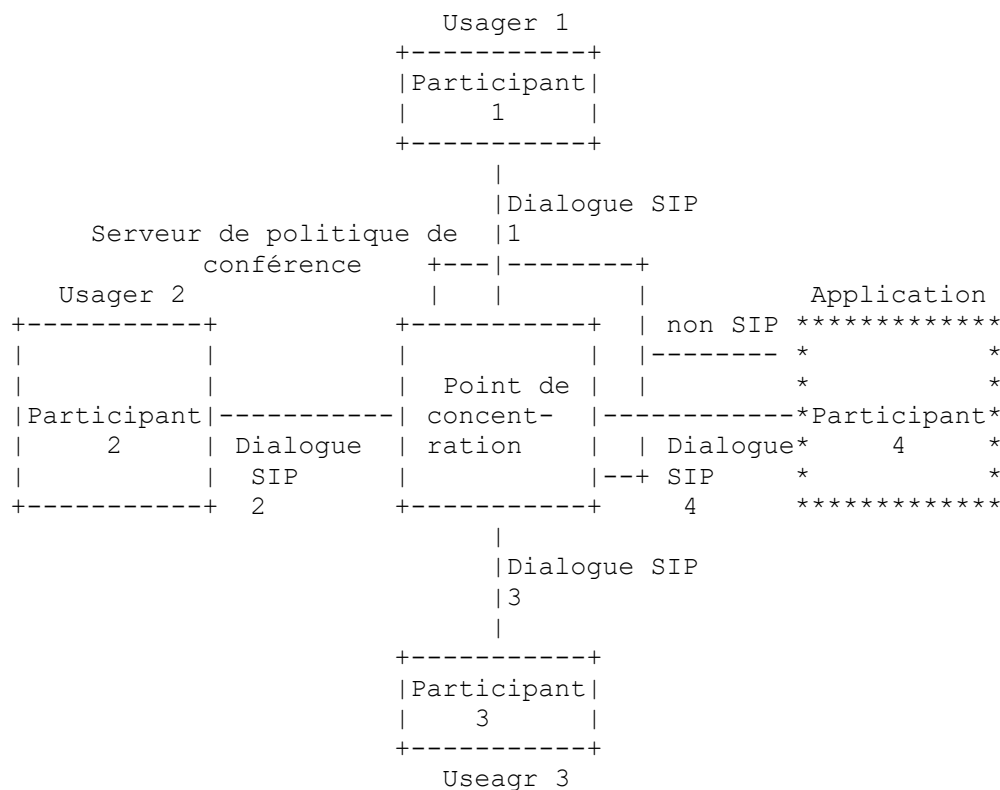 Usager 1
Participant
1
Dialogue SIP
Serveur de politique de 1
conférence
Usager 2 Application
non SIP
Point de
Participant concent- Participant
2 Dialogue ration Dialogue 4
SIP SIP
2 4
Dialogue SIP
3
Participant
3
Useagr 3